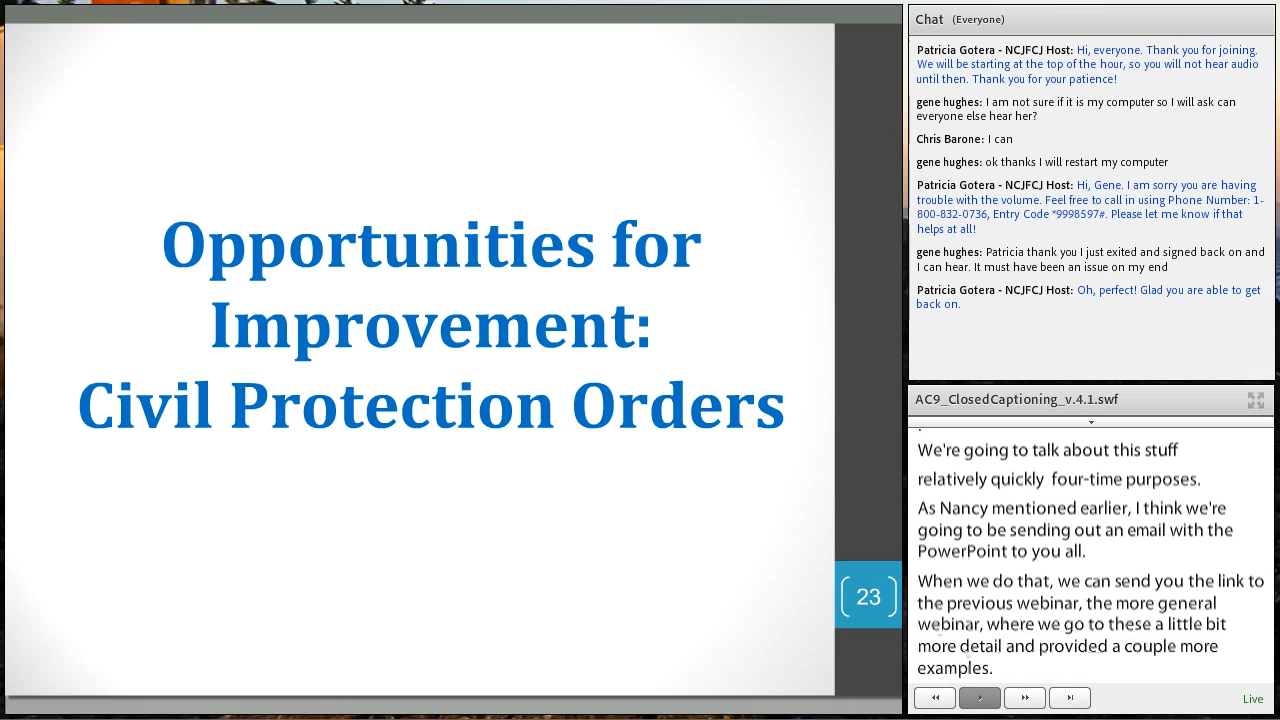 Opportunities for
Improvement:
Civil Protection Orders
23
Chat (Everyone)
Patricia Gotera - NCJFCJ Host: Hi, everyone. Thank you for joining.
We will be starting at the top of the hour, so you will not hear audio
until then. Thank you for your patience!
gene hughes: I am not sure if it is my computer so I will ask can
everyone else hear her?
Chris Barone: I can
gene hughes: ok thanks I will restart my computer
Patricia Gotera - NCJFCJ Host: Hi, Gene. I am sorry you are having
trouble with the volume. Feel free to call in using Phone Number: 1-
800-832-0736, Entry Code *9998597#. Please let me know if that
helps at all!
gene hughes: Patricia thank you I just exited and signed back on and
I can hear. It must have been an issue on my end
Patricia Gotera - NCJFCJ Host: Oh, perfect! Glad you are able to get
back on.
AC9_ClosedCaptioning_v.4.1.swf
We're going to talk about this stuff
relatively quickly four-time purposes.
As Nancy mentioned earlier, I think we're
going to be sending out an email with the
PowerPoint to you all.
When we do that, we can send you the link to
the previous webinar, the more general
webinar, where we go to these a little bit
more detail and provided a couple more
examples.
Live